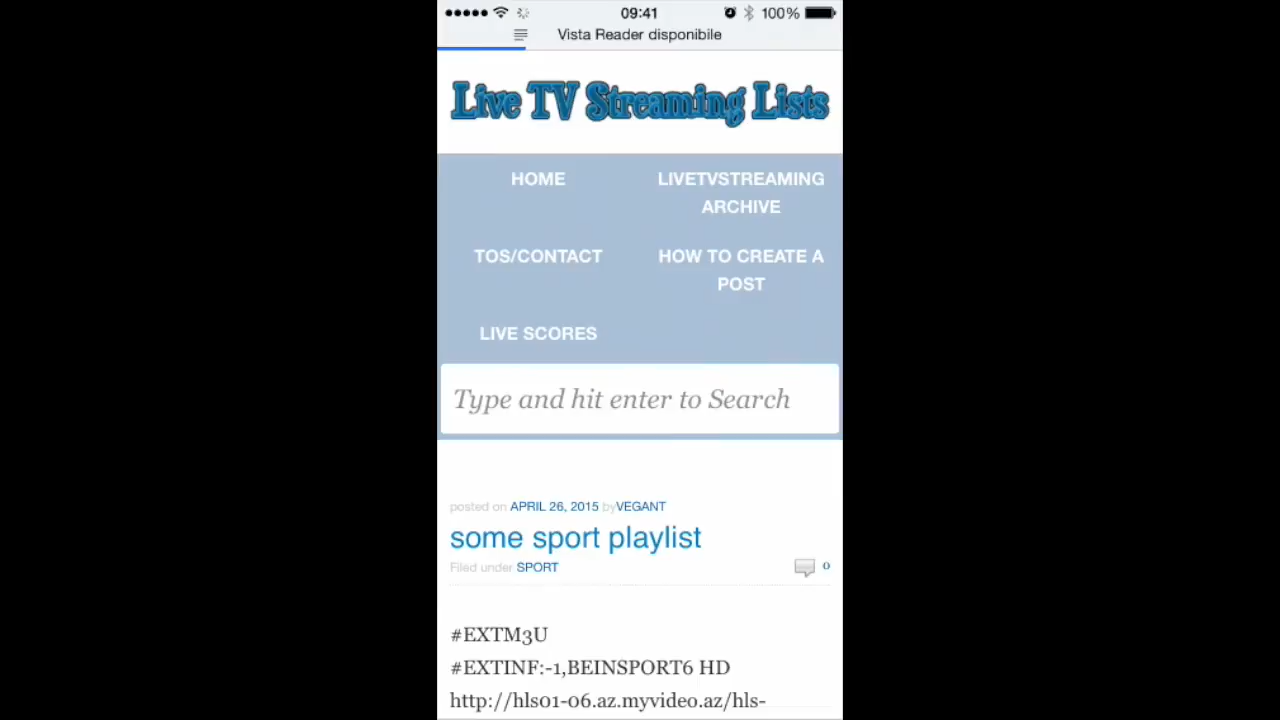 09:41
100%
Vista Reader disponibile
Live TV Streaming Lists
HOME
LIVETVSTREAMING
ARCHIVE
TOS/CONTACT
HOW TO CREATE A
POST
LIVE SCORES
Type and hit enter to Search
posted on APRIL 26, 2015 byVEGANT
some sport playlist
Filed under SPORT
0
#EXTM3U
#EXTINF:-1,BEINSPORT6 HD
http://hls01-06.az.myvideo.az/hls-